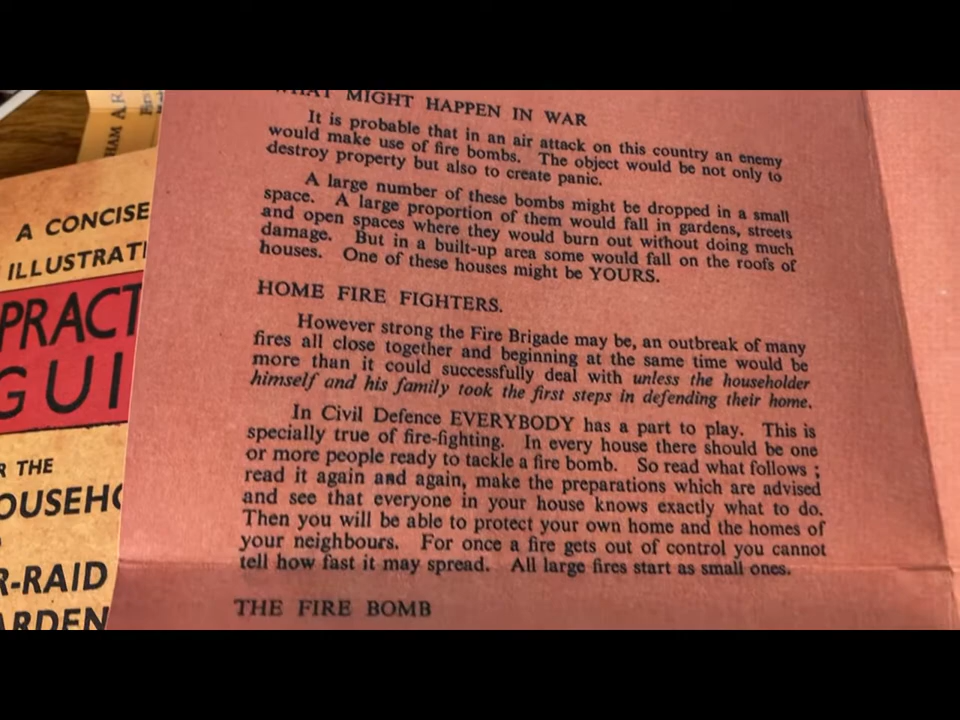 HAM AR
A CONCISE
ILLUSTRATI
PRACT
GUI
R THE
OUSEHO
R-RAID
ARDEN
WHAT MIGHT HAPPEN IN WAR
It is probable that in an air attack on this country an enemy
would make use of fire bombs. The object would be not only to
destroy property but also to create panic.
A large number of these bombs might be dropped in a small
space. A large proportion of them would fall in gardens, streets
and open spaces where they would burn out without doing much
damage. But in a built-up area some would fall on the roofs of
houses. One of these houses might be YOURS.
HOME FIRE FIGHTERS.
However strong the Fire Brigade may be, an outbreak of many
fires all close together and beginning at the same time would be
more than it could successfully deal with unless the householder
himself and his family took the first steps in defending their home.
In Civil Defence EVERYBODY has a part to play. This is
specially true of fire-fighting. In every house there should be one
or more people ready to tackle a fire bomb. So read what follows ;
read it again and again, make the preparations which are advised
and see that everyone in your house knows exactly what to do.
Then you will be able to protect your own home and the homes of
your neighbours. For once a fire gets out of control you cannot
tell how fast it may spread. All large fires start as small ones.
THE FIRE BOMB